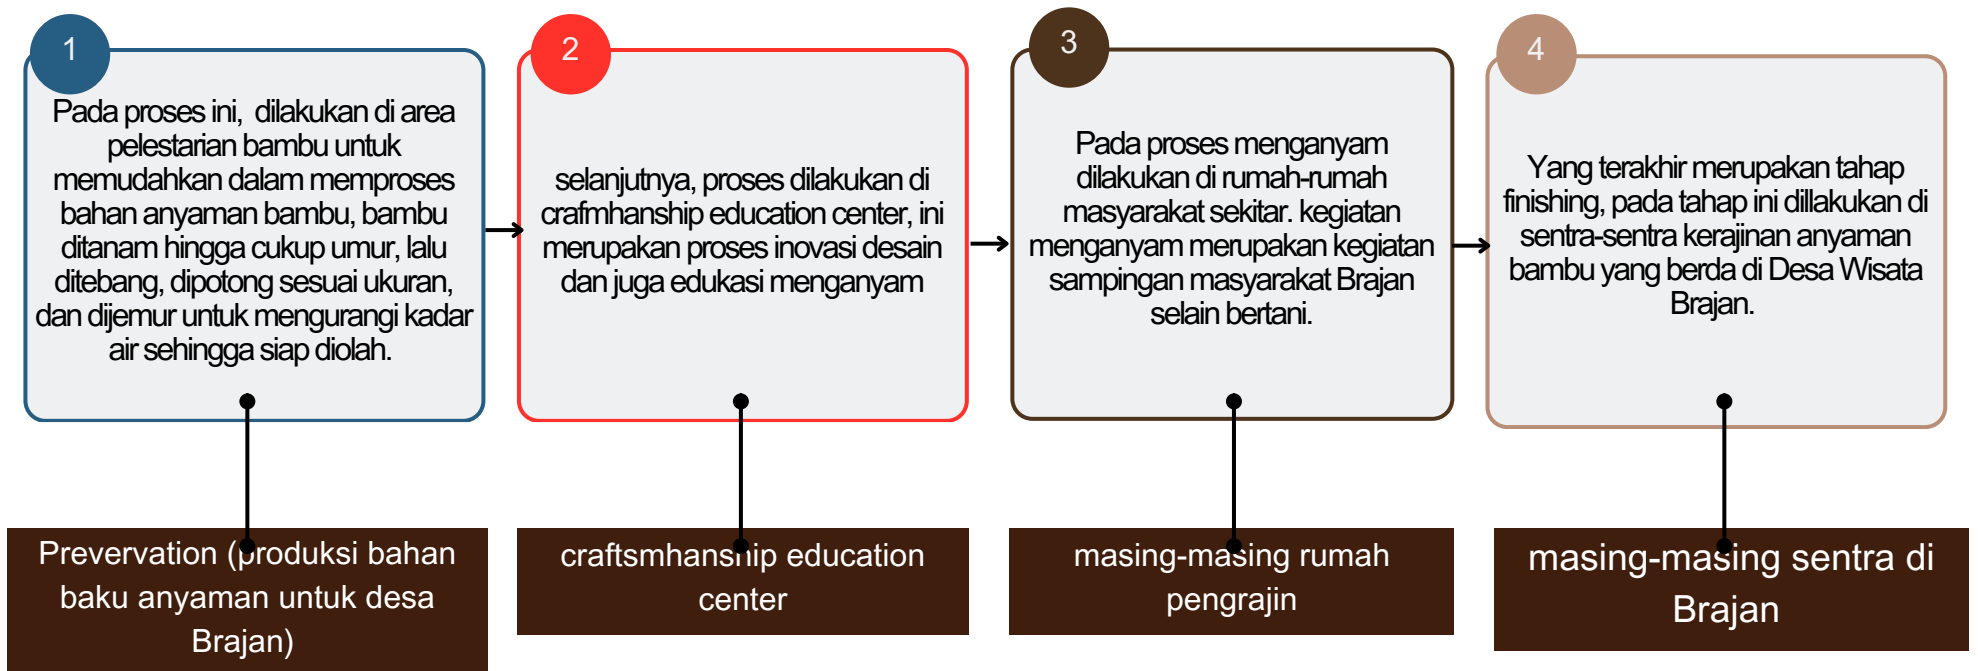 1
Pada proses ini, dilakukan di area
pelestarian bambu untuk
memudahkan dalam memproses
bahan anyaman bambu, bambu
ditanam hingga cukup umur, lalu
ditebang, dipotong sesuai ukuran,
dan dijemur untuk mengurangi kadar
air sehingga siap diolah.
Prevervation (produksi bahan
baku anyaman untuk desa
Brajan)
2
selanjutnya, proses dilakukan di
crafmhanship education center, ini
merupakan proses inovasi desain
dan juga edukasi menganyam
craftsmhanship education
center
3
Pada proses menganyam
dilakukan di rumah-rumah
masyarakat sekitar. kegiatan
menganyam merupakan kegiatan
sampingan masyarakat Brajan
selain bertani.
masing-masing rumah
pengrajin
4
Yang terakhir merupakan tahap
finishing, pada tahap ini dillakukan di
sentra-sentra kerajinan anyaman
bambu yang berda di Desa Wisata
Brajan.
masing-masing sentra di
Brajan